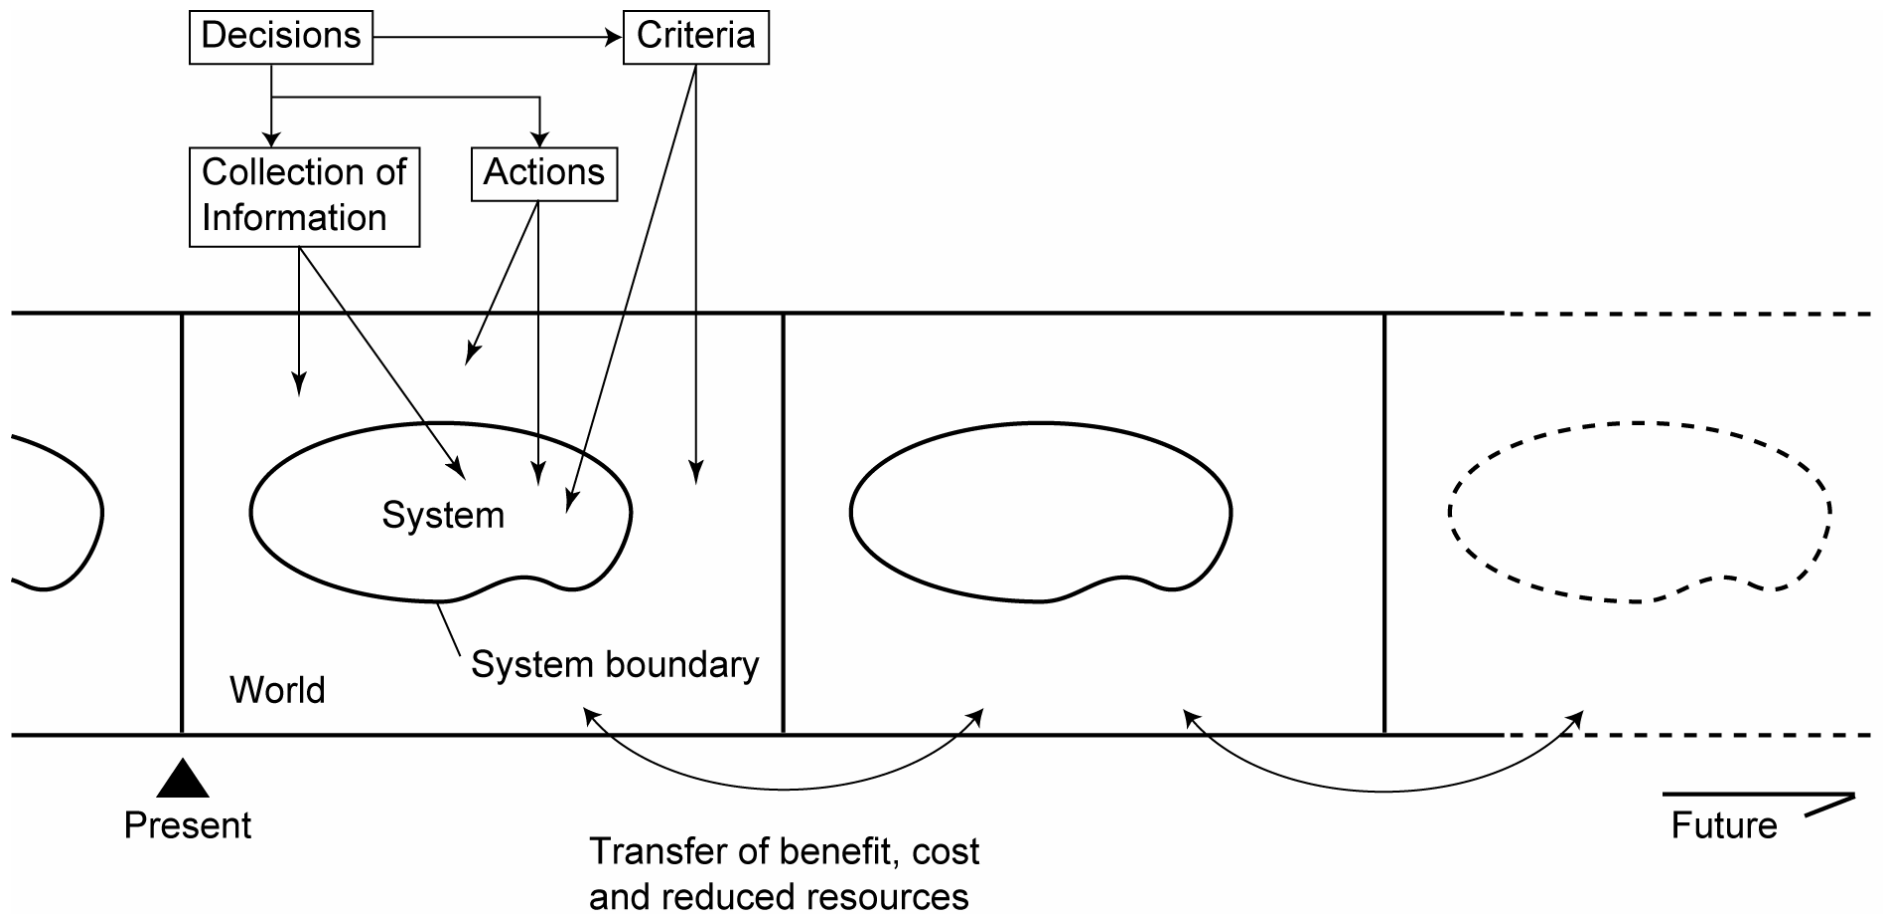 Decisions
Criteria
Collection of
Information
Actions
System
System boundary
World
Present
Future
Transfer of benefit, cost
and reduced resources